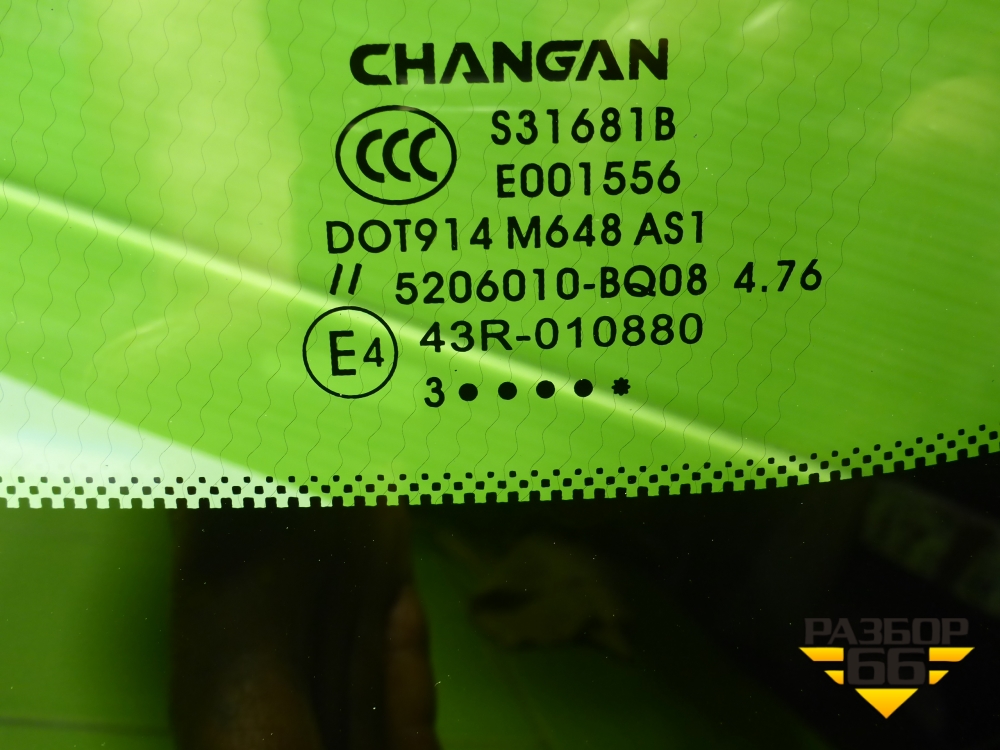 CHANGAN
CCC
S31681B
E001556
DOT914 M648 AS1
// 5206010-BQ08 4.76
E4 43R-010880
3 ● ● ● ● *
РАЗБОР
66